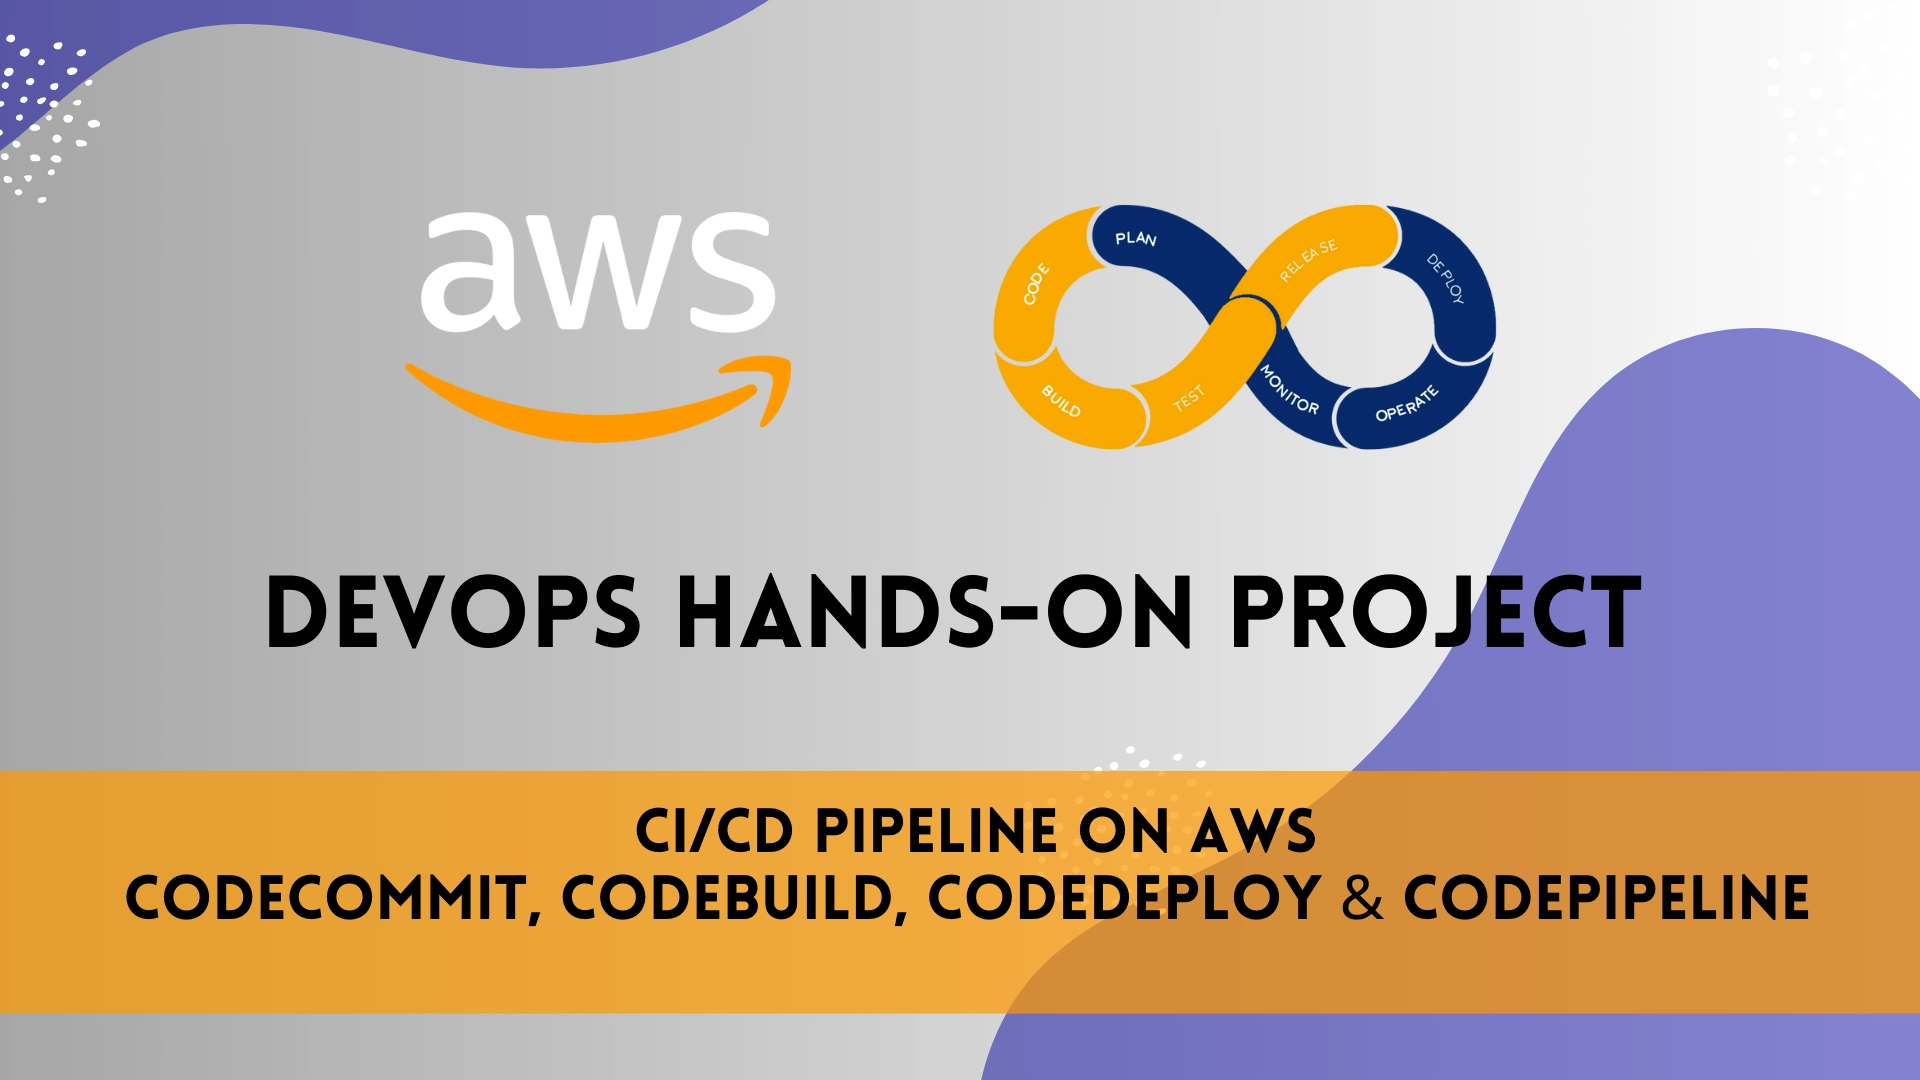 aws
PLAN
CODE
BUILD
TEST
RELEASE
DEPLOY
OPERATE
MONITOR
DEVOPS HANDS-ON PROJECT
CI/CD PIPELINE ON AWS
CODECOMMIT, CODEBUILD, CODEDEPLOY & CODEPIPELINE